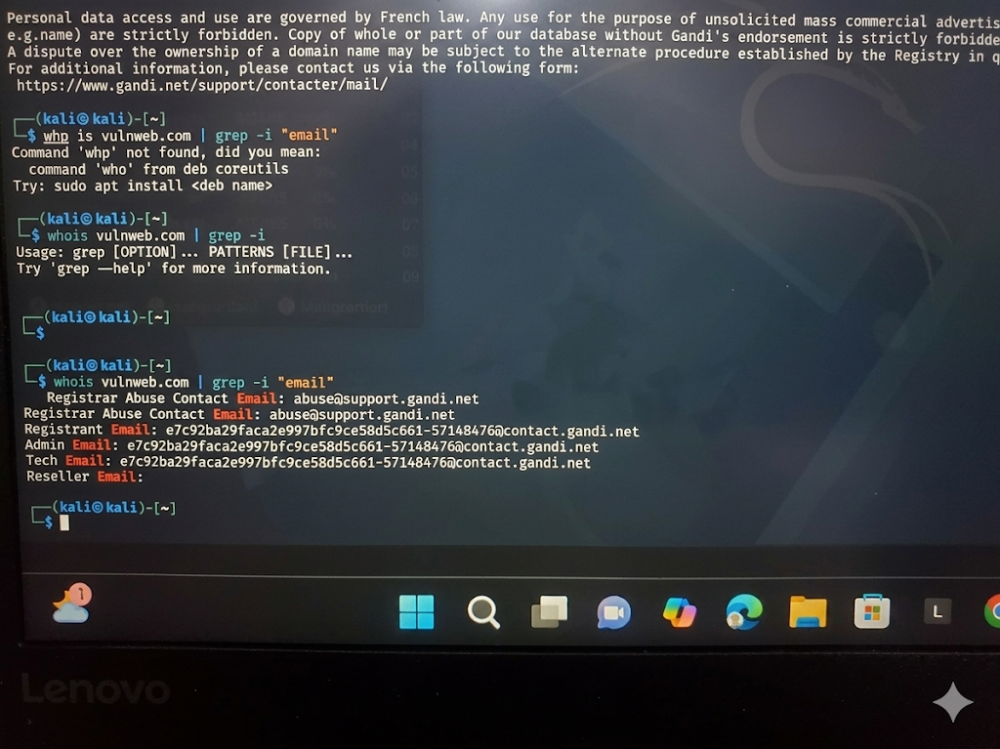 Personal data access and use are governed by French law. Any use for the purpose of unsolicited mass commercial advertis
e.g.name) are strictly forbidden. Copy of whole or part of our database without Gandi's endorsement is strictly forbidde
A dispute over the ownership of a domain name may be subject to the alternate procedure established by the Registry in q
For additional information, please contact us via the following form:
https://www.gandi.net/support/contacter/mail/
┌──(kali㉿kali)-[~]
└─$ whp is vulnweb.com | grep -i "email"
Command 'whp' not found, did you mean:
command 'who' from deb coreutils
Try: sudo apt install <deb name>
┌──(kali㉿kali)-[~]
└─$ whois vulnweb.com | grep -i
Usage: grep [OPTION]... PATTERNS [FILE]...
Try 'grep --help' for more information.
┌──(kali㉿kali)-[~]
└─$
┌──(kali㉿kali)-[~]
└─$ whois vulnweb.com | grep -i "email"
Registrar Abuse Contact Email: abuse@support.gandi.net
Registrar Abuse Contact Email: abuse@support.gandi.net
Registrant Email: e7c92ba29faca2e997bfc9ce58d5c661-57148476@contact.gandi.net
Admin Email: e7c92ba29faca2e997bfc9ce58d5c661-57148476@contact.gandi.net
Tech Email: e7c92ba29faca2e997bfc9ce58d5c661-57148476@contact.gandi.net
Reseller Email:
┌──(kali㉿kali)-[~]
└─$
1
L
Lenovo